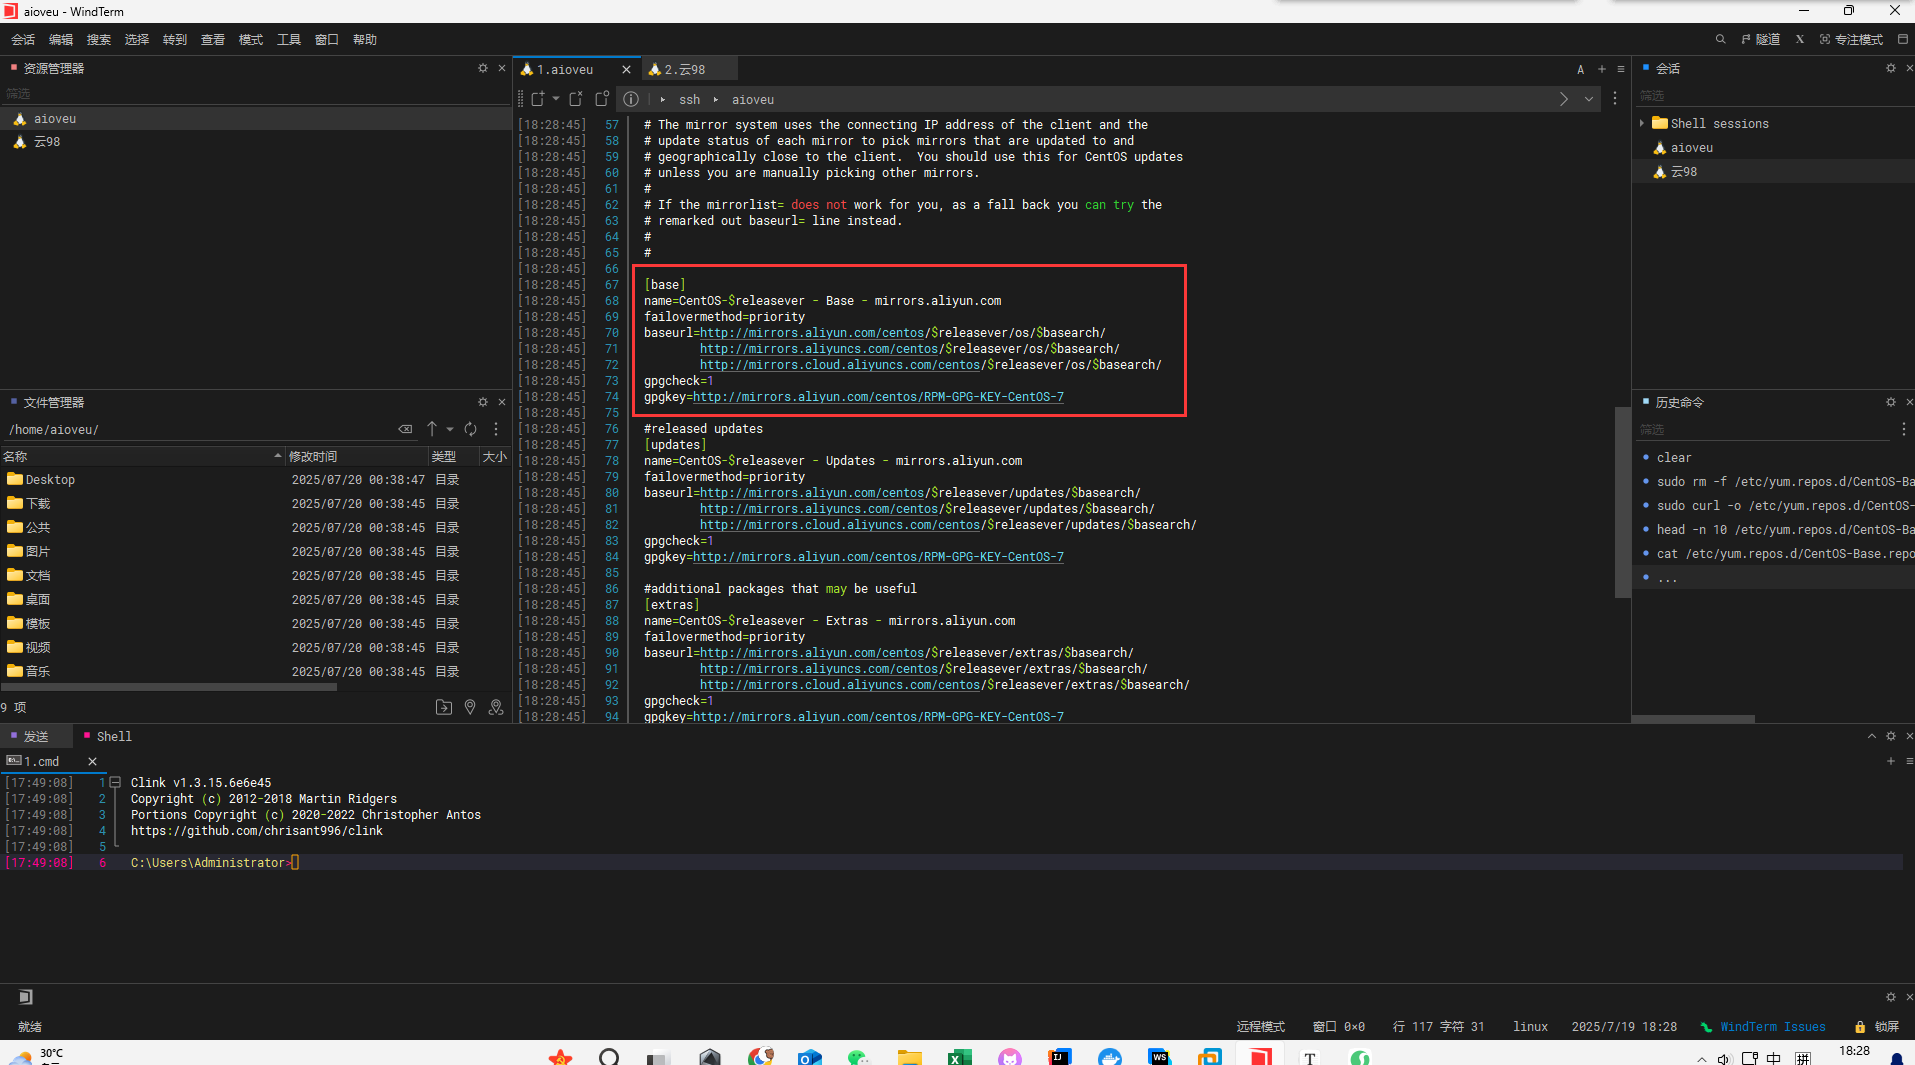 aioveu - WindTerm
会话 编辑 搜索 选择 转到 查看 模式 工具 窗口 帮助
隧道 X 专注模式
资源管理器
筛选
aioveu
云98
文件管理器
/home/aioveu/
名称 修改时间 类型 大小
Desktop 2025/07/20 00:38:47 目录
下载 2025/07/20 00:38:45 目录
公共 2025/07/20 00:38:45 目录
图片 2025/07/20 00:38:45 目录
文档 2025/07/20 00:38:45 目录
桌面 2025/07/20 00:38:45 目录
模板 2025/07/20 00:38:45 目录
视频 2025/07/20 00:38:45 目录
音乐 2025/07/20 00:38:45 目录
9 项
1.aioveu 2.云98
A
ssh aioveu
[18:28:45] 57 # The mirror system uses the connecting IP address of the client and the
[18:28:45] 58 # update status of each mirror to pick mirrors that are updated to and
[18:28:45] 59 # geographically close to the client.  You should use this for CentOS updates
[18:28:45] 60 # unless you are manually picking other mirrors.
[18:28:45] 61 #
[18:28:45] 62 # If the mirrorlist= does not work for you, as a fall back you can try the
[18:28:45] 63 # remarked out baseurl= line instead.
[18:28:45] 64 #
[18:28:45] 65 #
[18:28:45] 66
[18:28:45] 67 [base]
[18:28:45] 68 name=CentOS-$releasever - Base - mirrors.aliyun.com
[18:28:45] 69 failovermethod=priority
[18:28:45] 70 baseurl=http://mirrors.aliyun.com/centos/$releasever/os/$basearch/
[18:28:45] 71 http://mirrors.aliyuncs.com/centos/$releasever/os/$basearch/
[18:28:45] 72 http://mirrors.cloud.aliyuncs.com/centos/$releasever/os/$basearch/
[18:28:45] 73 gpgcheck=1
[18:28:45] 74 gpgkey=http://mirrors.aliyun.com/centos/RPM-GPG-KEY-CentOS-7
[18:28:45] 75
[18:28:45] 76 #released updates
[18:28:45] 77 [updates]
[18:28:45] 78 name=CentOS-$releasever - Updates - mirrors.aliyun.com
[18:28:45] 79 failovermethod=priority
[18:28:45] 80 baseurl=http://mirrors.aliyun.com/centos/$releasever/updates/$basearch/
[18:28:45] 81 http://mirrors.aliyuncs.com/centos/$releasever/updates/$basearch/
[18:28:45] 82 http://mirrors.cloud.aliyuncs.com/centos/$releasever/updates/$basearch/
[18:28:45] 83 gpgcheck=1
[18:28:45] 84 gpgkey=http://mirrors.aliyun.com/centos/RPM-GPG-KEY-CentOS-7
[18:28:45] 85
[18:28:45] 86 #additional packages that may be useful
[18:28:45] 87 [extras]
[18:28:45] 88 name=CentOS-$releasever - Extras - mirrors.aliyun.com
[18:28:45] 89 failovermethod=priority
[18:28:45] 90 baseurl=http://mirrors.aliyun.com/centos/$releasever/extras/$basearch/
[18:28:45] 91 http://mirrors.aliyuncs.com/centos/$releasever/extras/$basearch/
[18:28:45] 92 http://mirrors.cloud.aliyuncs.com/centos/$releasever/extras/$basearch/
[18:28:45] 93 gpgcheck=1
[18:28:45] 94 gpgkey=http://mirrors.aliyun.com/centos/RPM-GPG-KEY-CentOS-7
会话
筛选
Shell sessions
aioveu
云98
历史命令
筛选
clear
sudo rm -f /etc/yum.repos.d/CentOS-Ba
sudo curl -o /etc/yum.repos.d/CentOS-
head -n 10 /etc/yum.repos.d/CentOS-Ba
cat /etc/yum.repos.d/CentOS-Base.repo
...
发送 Shell
1.cmd
[17:49:08] 1 Clink v1.3.15.6e6e45
[17:49:08] 2 Copyright (c) 2012-2018 Martin Ridgers
[17:49:08] 3 Portions Copyright (c) 2020-2022 Christopher Antos
[17:49:08] 4 https://github.com/chrisant996/clink
[17:49:08] 5
[17:49:08] 6 C:\Users\Administrator>
就绪 远程模式 窗口 0×0 行 117 字符 31 linux 2025/7/19 18:28 WindTerm Issues 锁屏
30°C
IJ WS T
中 拼 18:28